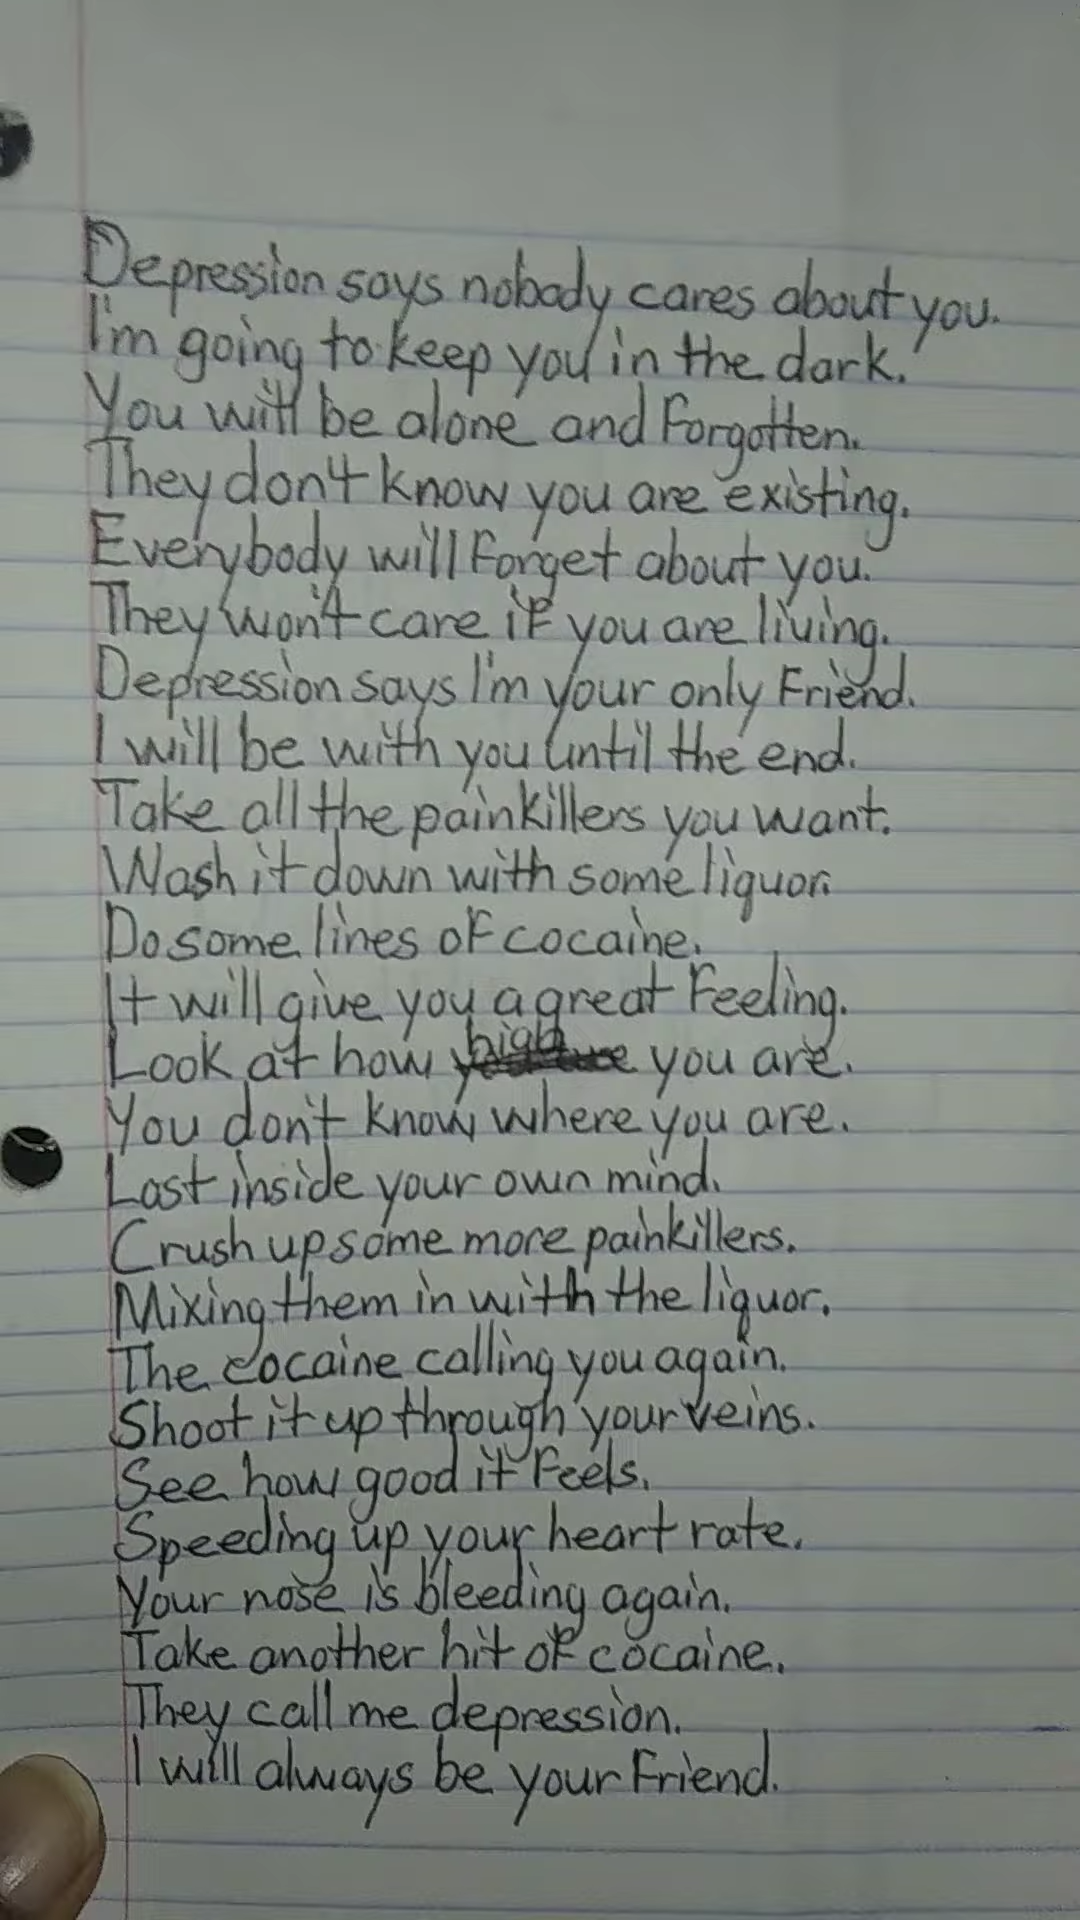 Depression says nobody cares about you.
I'm going to keep you in the dark.
You will be alone and forgotten.
They don't know you are existing.
Everybody will forget about you.
They won't care if you are living.
Depression says I'm your only friend.
I will be with you until the end.
Take all the painkillers you want.
Wash it down with some liquor.
Do some lines of cocaine.
It will give you a great feeling.
Look at how high you are.
You don't know where you are.
Lost inside your own mind.
Crush up some more painkillers.
Mixing them in with the liquor.
The cocaine calling you again.
Shoot it up through your veins.
See how good it feels.
Speeding up your heart rate.
Your nose is bleeding again.
Take another hit of cocaine.
They call me depression.
I will always be your friend.